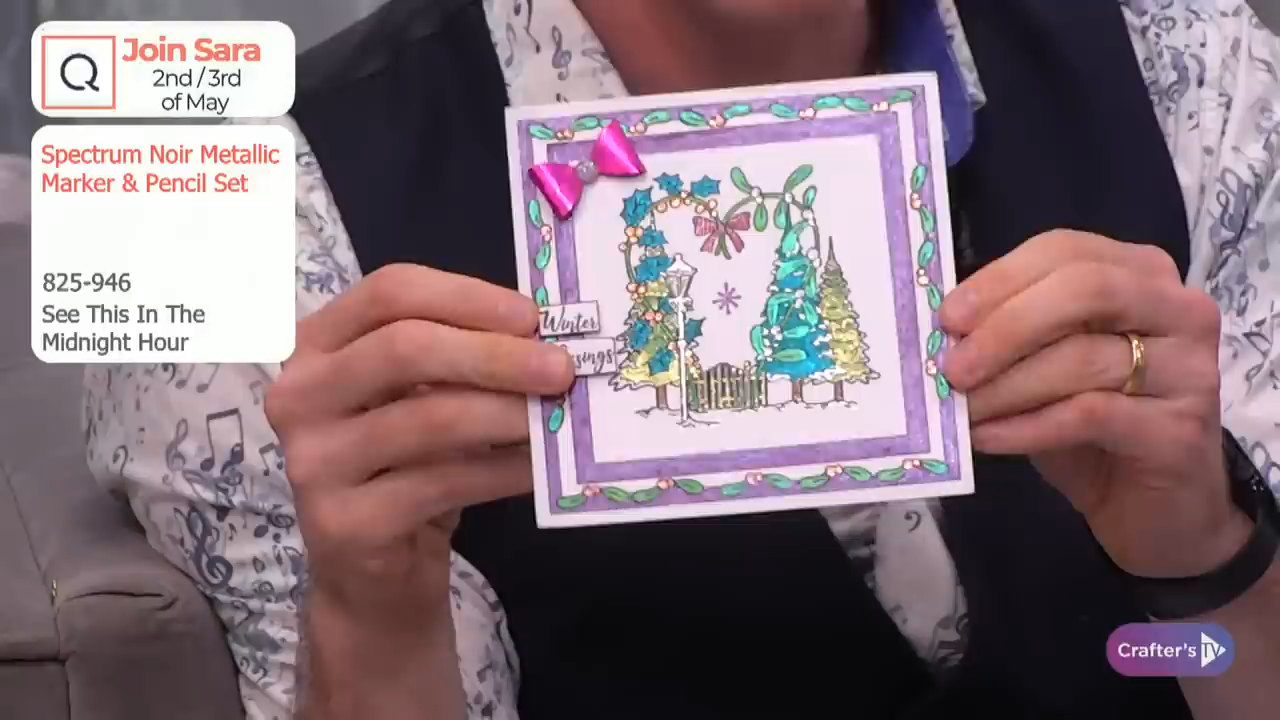 Q
Join Sara
2nd / 3rd
of May
Spectrum Noir Metallic
Marker & Pencil Set
825-946
See This In The
Midnight Hour
Winter
Crafter's TV